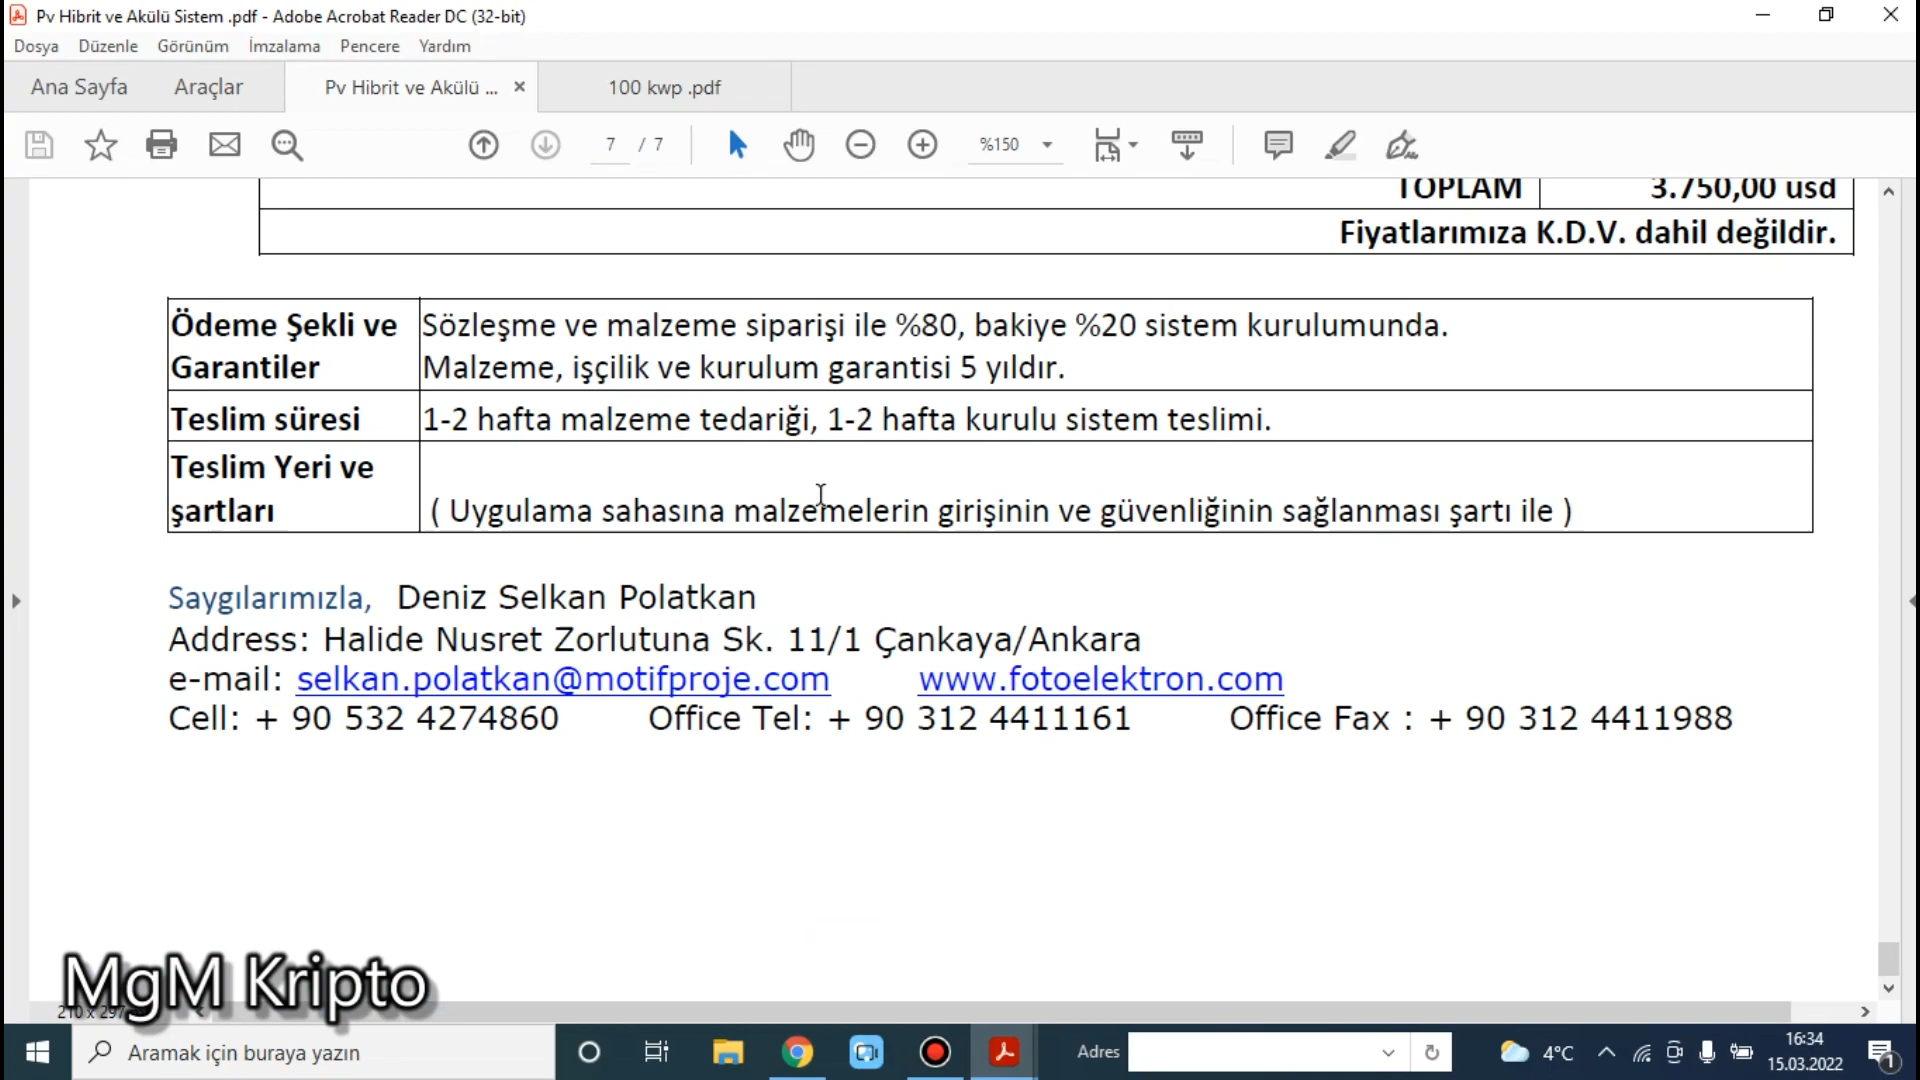 Pv Hibrit ve Akülü Sistem .pdf - Adobe Acrobat Reader DC (32-bit)
Dosya Düzenle Görünüm İmzalama Pencere Yardım
Ana Sayfa Araçlar Pv Hibrit ve Akülü ... 100 kwp .pdf
7 / 7 %150
TOPLAM 3.750,00 usd
Fiyatlarımıza K.D.V. dahil değildir.
Ödeme Şekli ve Garantiler
Sözleşme ve malzeme siparişi ile %80, bakiye %20 sistem kurulumunda.
Malzeme, işçilik ve kurulum garantisi 5 yıldır.
Teslim süresi 1-2 hafta malzeme tedariği, 1-2 hafta kurulu sistem teslimi.
Teslim Yeri ve şartları
( Uygulama sahasına malzemelerin girişinin ve güvenliğinin sağlanması şartı ile )
Saygılarımızla, Deniz Selkan Polatkan
Address: Halide Nusret Zorlutuna Sk. 11/1 Çankaya/Ankara
e-mail: selkan.polatkan@motifproje.com www.fotoelektron.com
Cell: + 90 532 4274860 Office Tel: + 90 312 4411161 Office Fax : + 90 312 4411988
MgM Kripto
210 x 297
Aramak için buraya yazın
Adres
4°C
16:34
15.03.2022
1